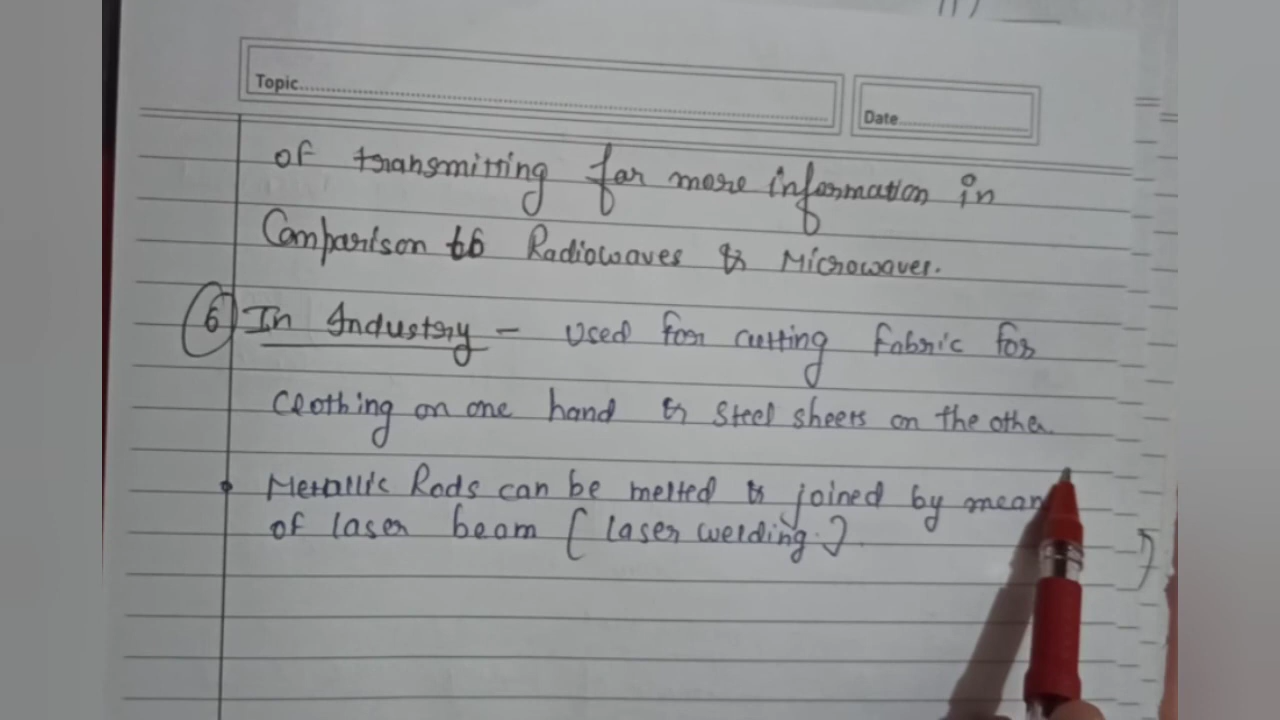 Topic
Date
of transmitting far more information in
Comparison to Radiowaves & Microwaves.
6 In Industry - Used for cutting fabric for
Clothing on one hand & Steel sheets on the other.
Metallic Rods can be melted & joined by mean
of laser beam [laser welding.]